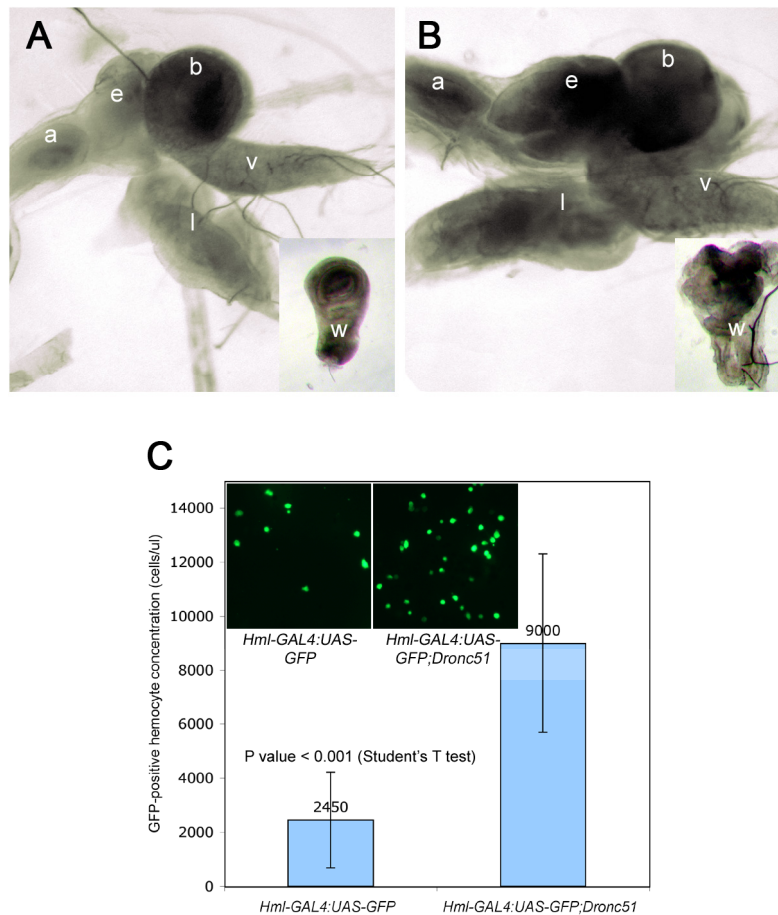 A
b
e
a
v
l
w
B
b
e
a
v
l
w
C
GFP-positive hemocyte concentration (cells/ul)
14000
12000
10000
8000
6000
4000
2000
0
Hml-GAL4:UAS-
GFP
Hml-GAL4:UAS-
GFP;Dronc51
9000
P value < 0.001 (Student's T test)
2450
Hml-GAL4:UAS-GFP
Hml-GAL4:UAS-GFP;Dronc51